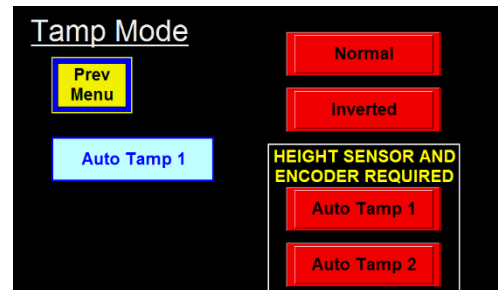 Tamp Mode
Prev
Menu
Auto Tamp 1
Normal
Inverted
HEIGHT SENSOR AND
ENCODER REQUIRED
Auto Tamp 1
Auto Tamp 2